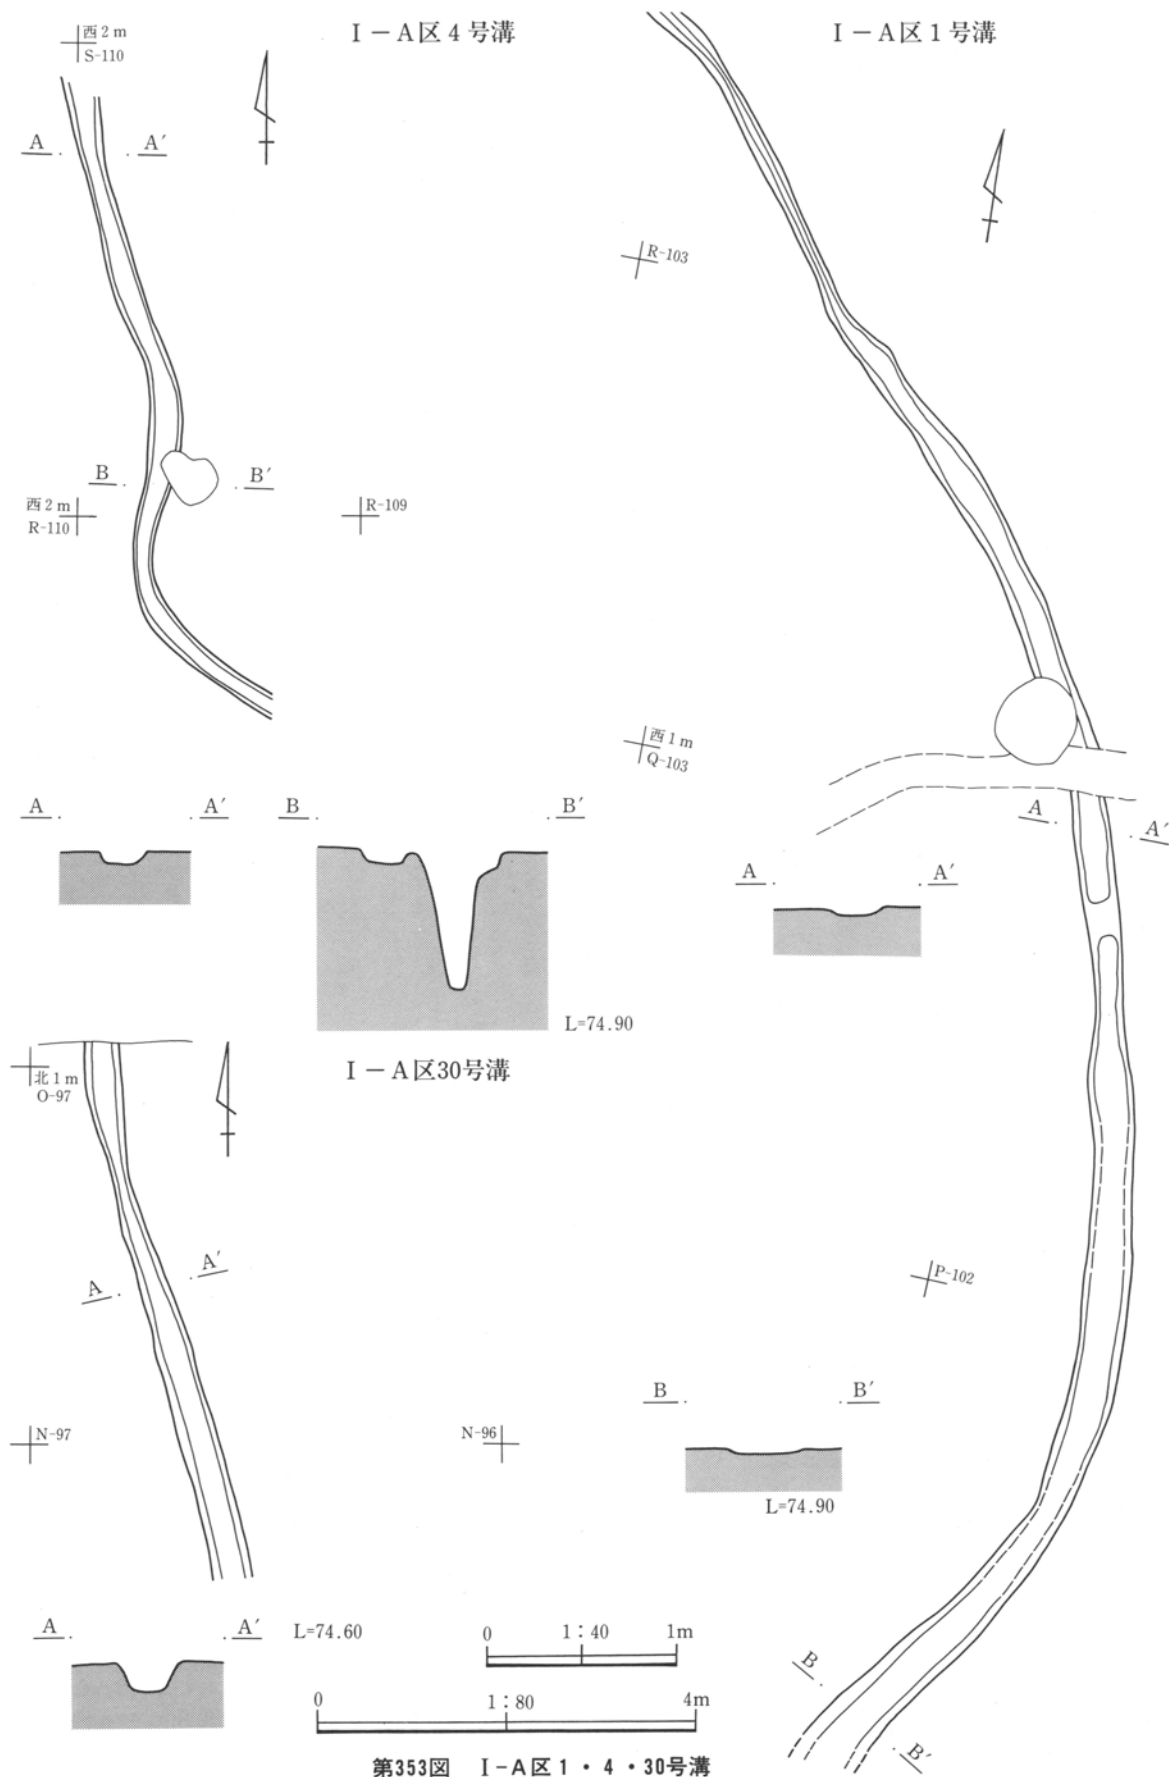 I－A区4号溝
西2m
S-110
A A′
B B′
西2m
R-110
R-109
A A′
B B′
L=74.90
I－A区1号溝
R-103
西1m
Q-103
A A′
A A′
P-102
B B′
L=74.90
B B′
I－A区30号溝
北1m
O-97
A A′
N-97
N-96
A A′
L=74.60
0 1：40 1m
0 1：80 4m
第353図 I-A区1・4・30号溝